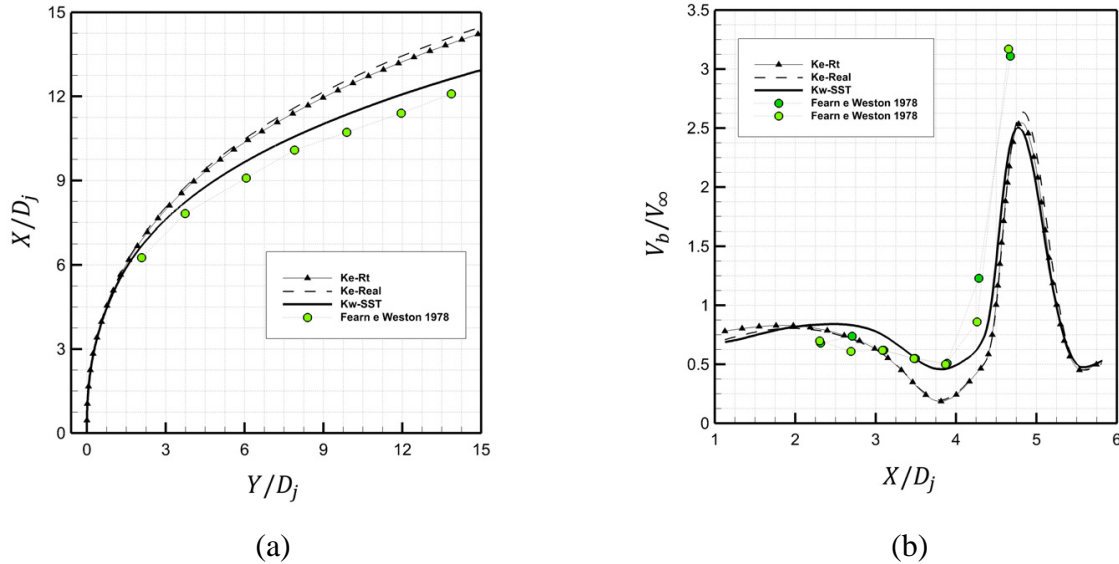 15
12
9
6
3
0
X/D_j
0
3
6
9
12
15
Y/D_j
Ke-Rt
Ke-Real
Kw-SST
Fearn e Weston 1978
(a)
3.5
3
2.5
2
1.5
1
0.5
0
V_b/V_∞
1
2
3
4
5
6
X/D_j
Ke-Rt
Ke-Real
Kw-SST
Fearn e Weston 1978
Fearn e Weston 1978
(b)